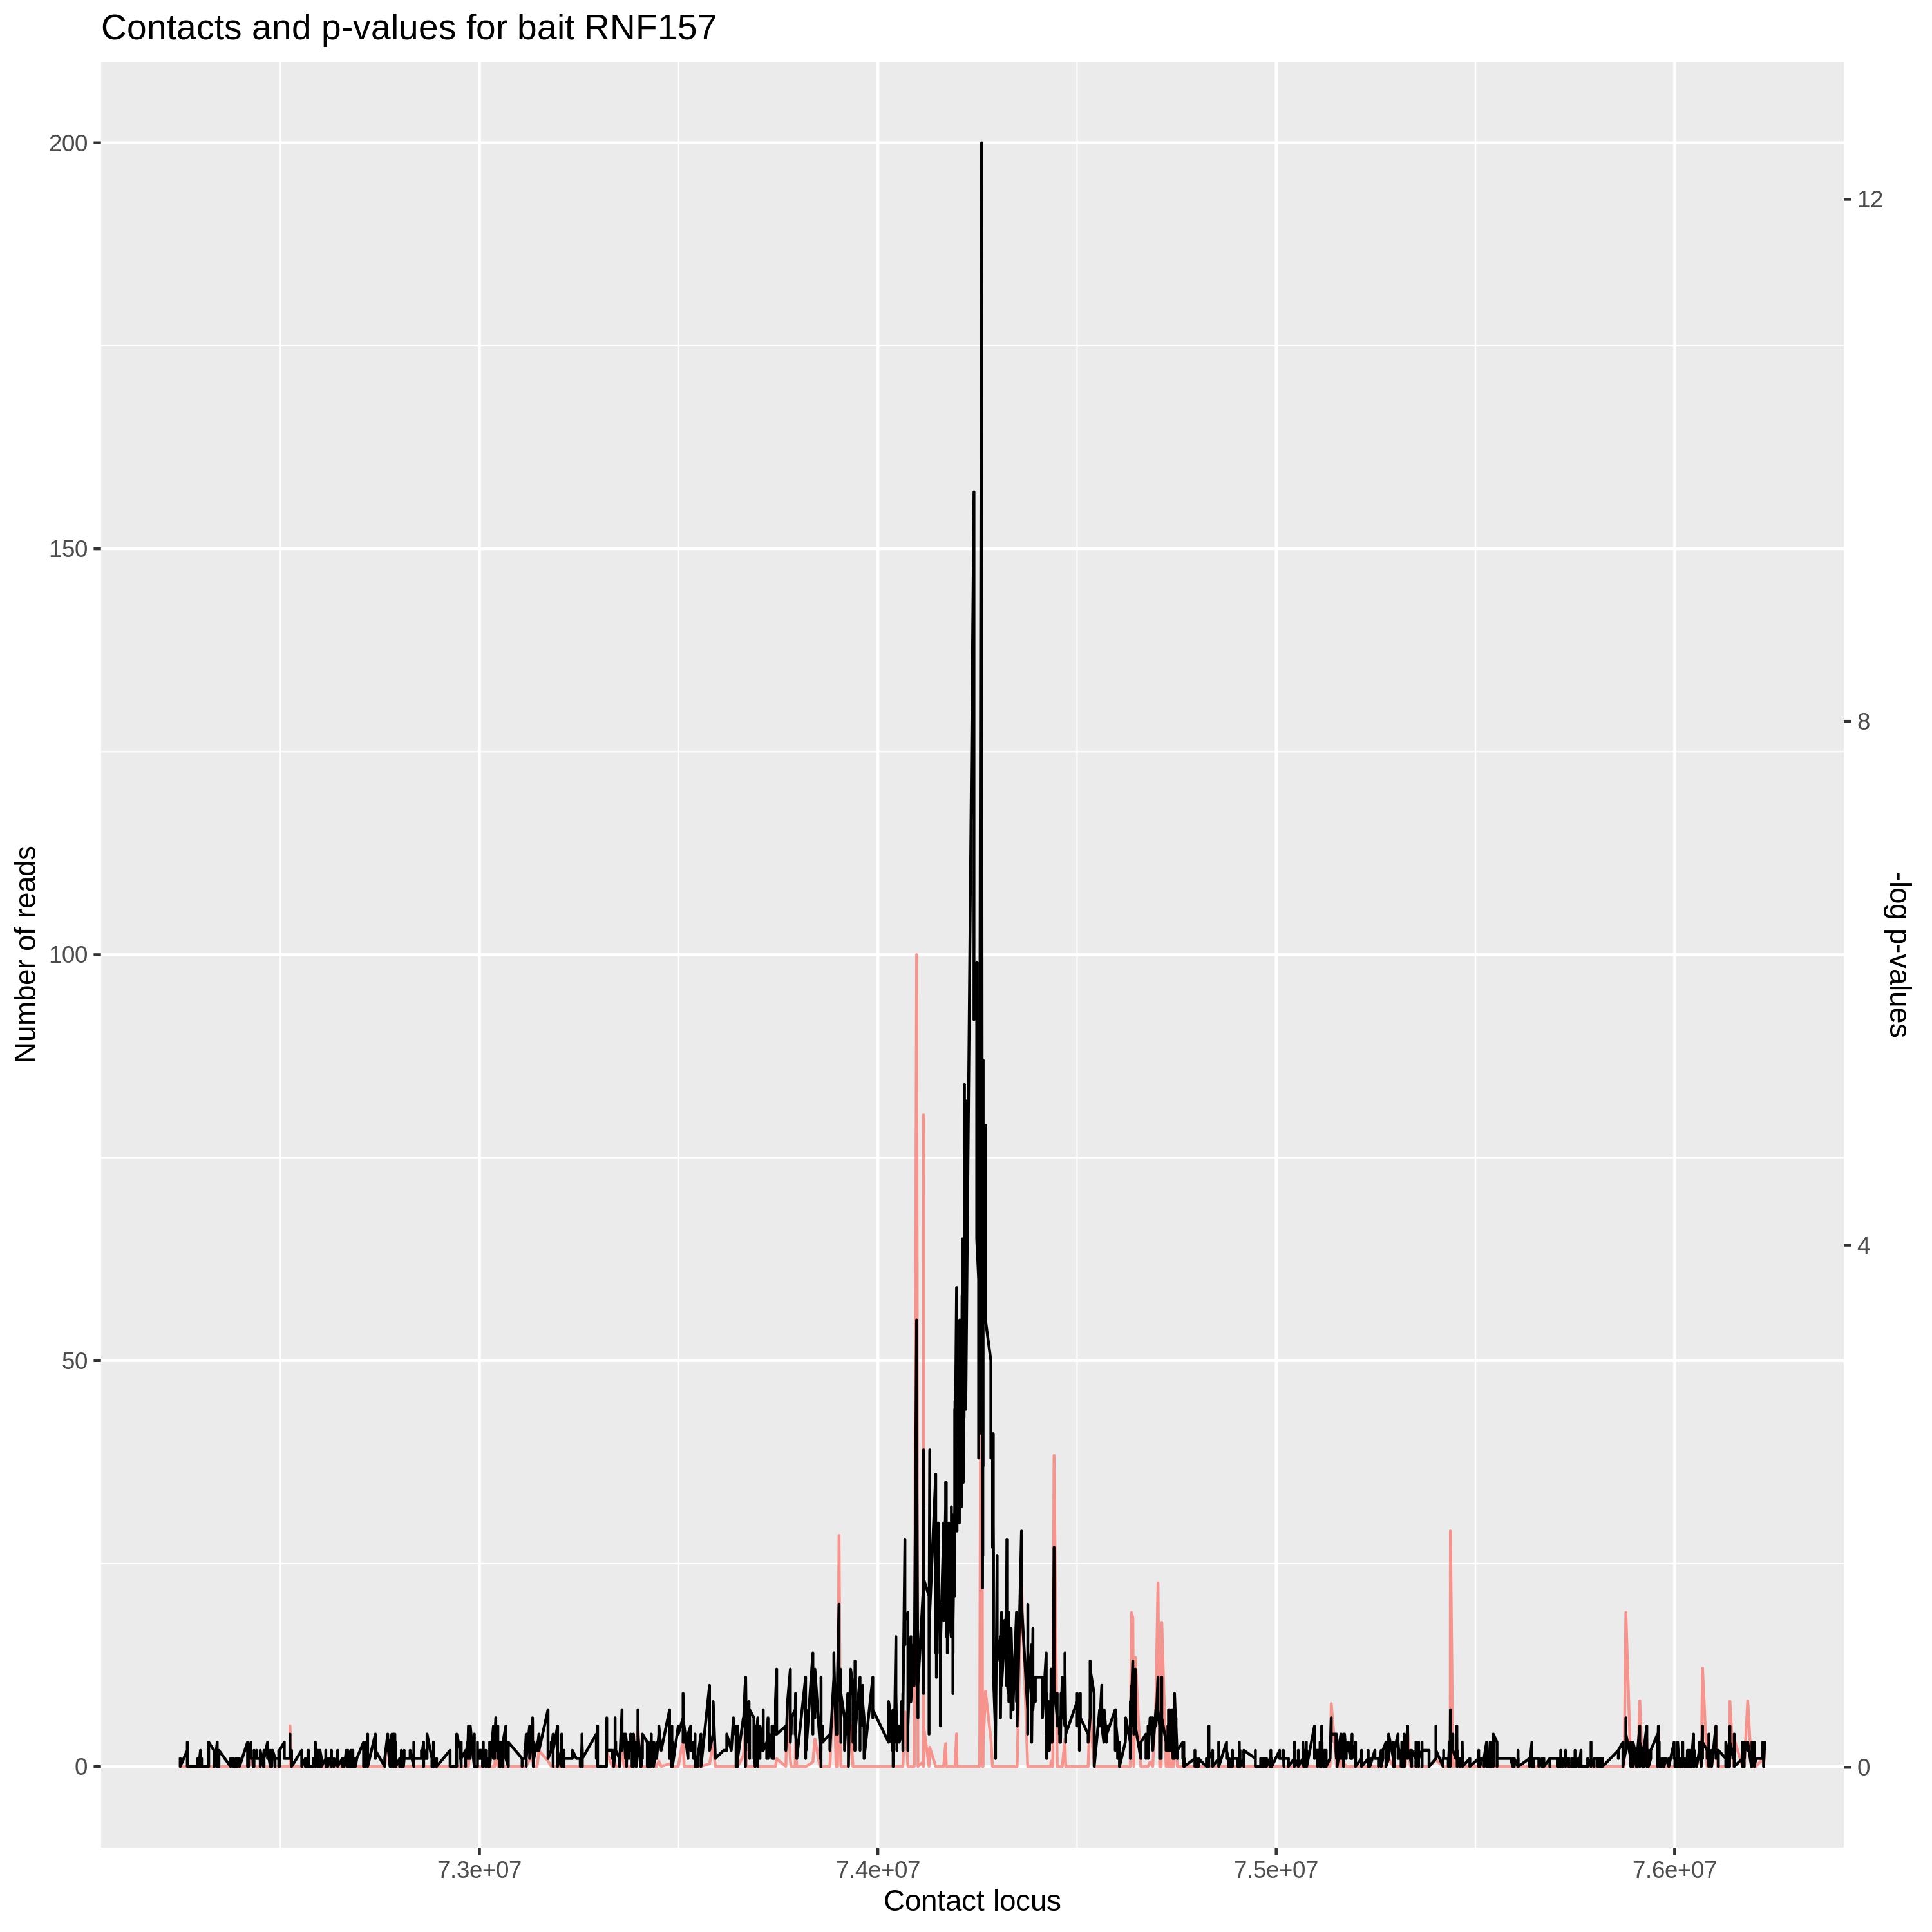 Contacts and p-values for bait RNF157
200
150
100
50
0
12
8
4
0
Number of reads
-log p-values
7.3e+07 7.4e+07 7.5e+07 7.6e+07
Contact locus